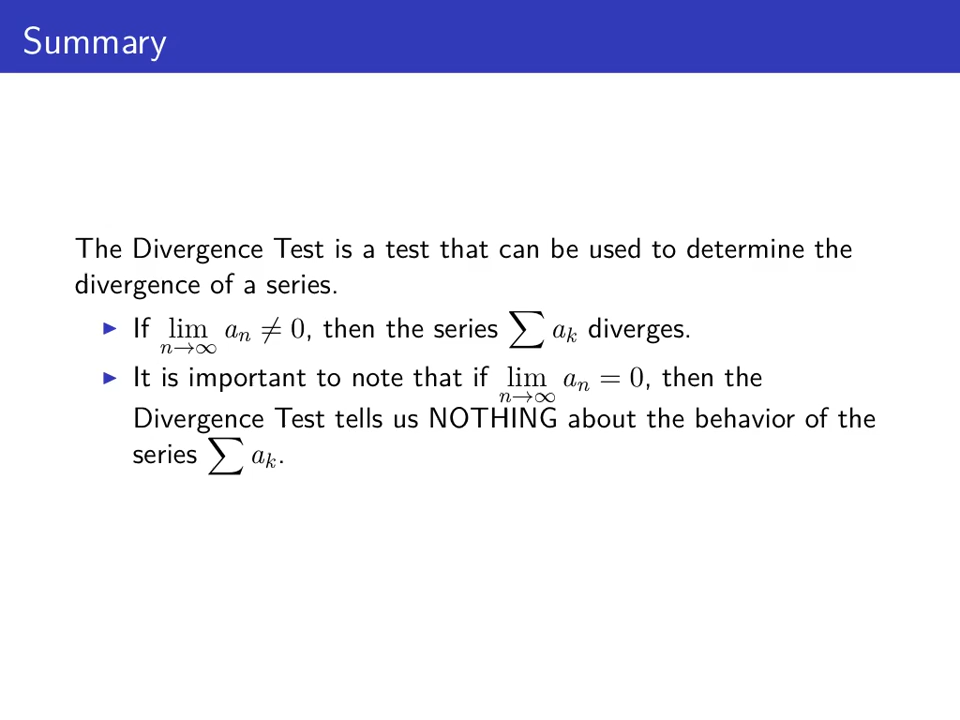 Summary
The Divergence Test is a test that can be used to determine the
divergence of a series.
▶ If lim_{n→∞} a_n ≠ 0, then the series ∑ a_k diverges.
▶ It is important to note that if lim_{n→∞} a_n = 0, then the
Divergence Test tells us NOTHING about the behavior of the
series ∑ a_k.